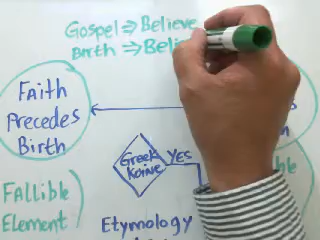 Gospel ⇒ Believe
Birth ⇒ Beli
Faith
Precedes
Birth
Greek
Koine
YES
FALLIBLE
Element
Etymology